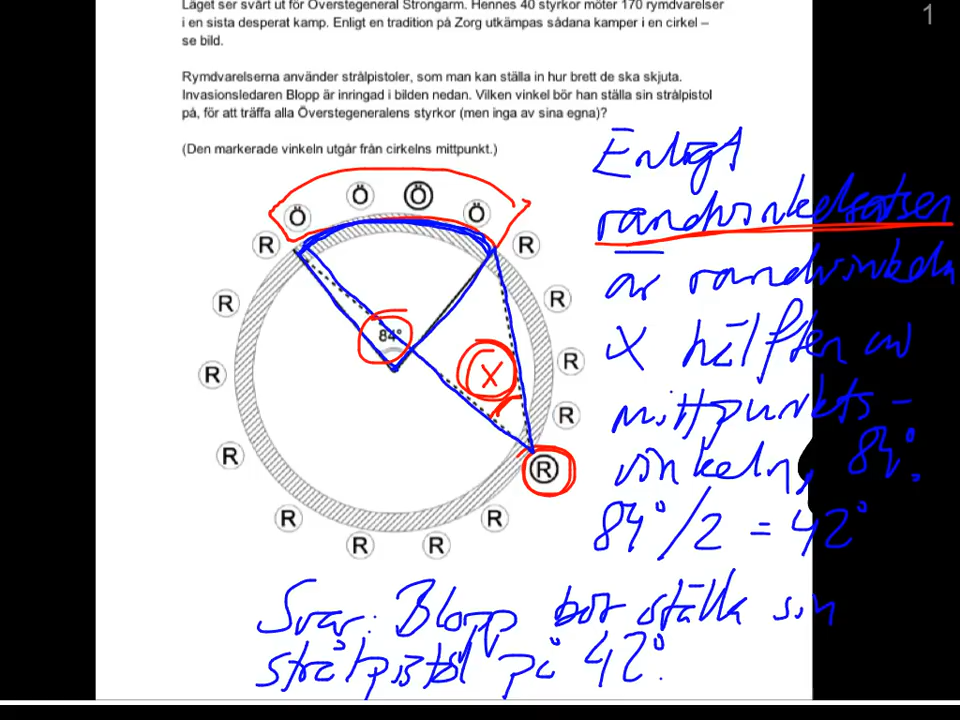 1
Läget ser svårt ut för Överstegeneral Strongarm. Hennes 40 styrkor möter 170 rymdvarelser
i en sista desperat kamp. Enligt en tradition på Zorg utkämpas sådana kamper i en cirkel –
se bild.
Rymdvarelserna använder strålpistoler, som man kan ställa in hur brett de ska skjuta.
Invasionsledaren Blopp är inringad i bilden nedan. Vilken vinkel bör han ställa sin strålpistol
på, för att träffa alla Överstegeneralens styrkor (men inga av sina egna)?
(Den markerade vinkeln utgår från cirkelns mittpunkt.)
Ö Ö Ö Ö
R R
R R
R R
R
R R
R R
R R
84°
X
Enligt
randvinkelsatsen
är randvinkeln
X hälften av
mittpunkts-
vinkeln, 84°.
84°/2 = 42°
Svar: Blopp bör ställa sin
strålpistol på 42°.